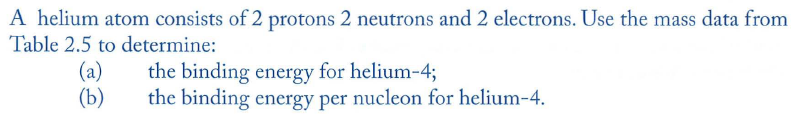 A helium atom consists of 2 protons 2 neutrons and 2 electrons. Use the mass data from
Table 2.5 to determine:
(a) the binding energy for helium-4;
(b) the binding energy per nucleon for helium-4.